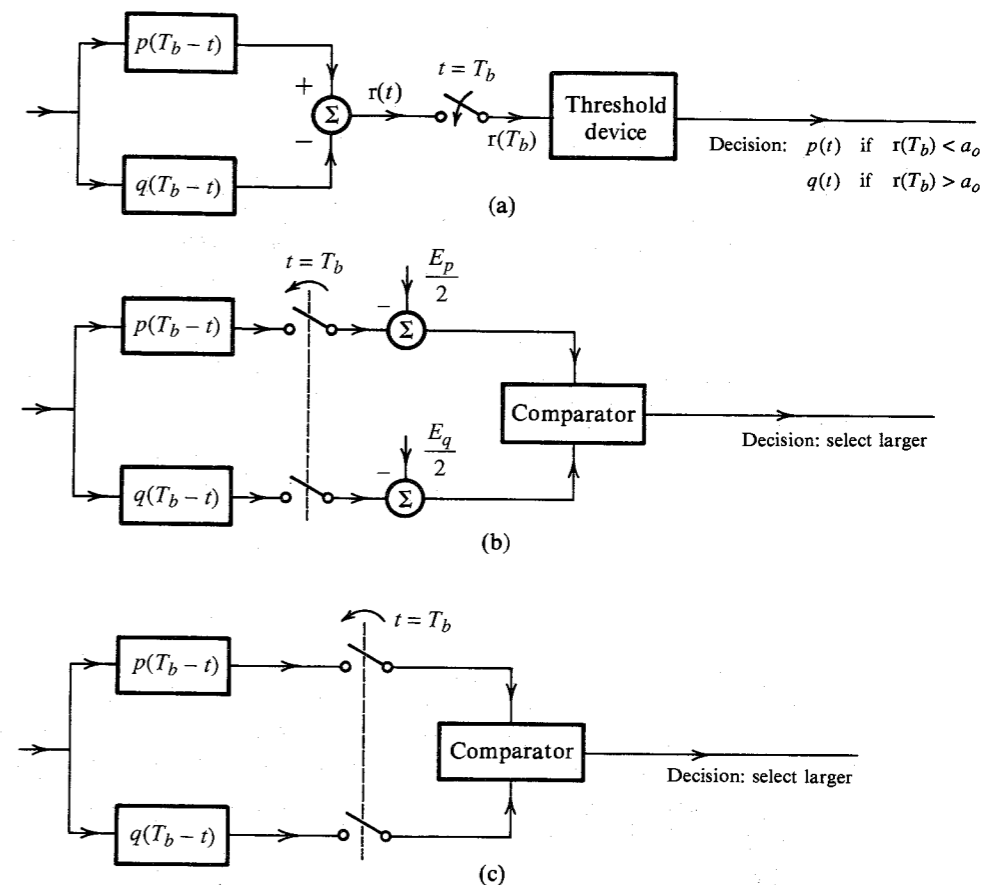 p(T_b − t)
+
r(t)
t = T_b
Σ
−
r(T_b)
Threshold
device
Decision: p(t) if r(T_b) < a_o
q(t) if r(T_b) > a_o
q(T_b − t)
(a)
t = T_b
E_p
2
p(T_b − t)
−
Σ
Comparator
Decision: select larger
E_q
2
q(T_b − t)
−
Σ
(b)
t = T_b
p(T_b − t)
Comparator
Decision: select larger
q(T_b − t)
(c)